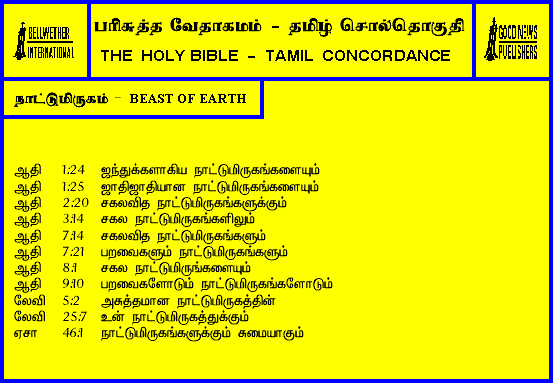 BELLWETHER
INTERNATIONAL
பரிசுத்த வேதாகமம் - தமிழ் சொல்தொகுதி
THE HOLY BIBLE - TAMIL CONCORDANCE
GOOD NEWS
PUBLISHERS
நாட்டுமிருகம் - BEAST OF EARTH
ஆதி 1:24 ஐந்துக்களாகிய நாட்டுமிருகங்களையும்
ஆதி 1:25 ஜாதிஜாதியான நாட்டுமிருகங்களையும்
ஆதி 2:20 சகலவித நாட்டுமிருகங்களுக்கும்
ஆதி 3:14 சகல நாட்டுமிருகங்களிலும்
ஆதி 7:14 சகலவித நாட்டுமிருகங்களும்
ஆதி 7:21 பறவைகளும் நாட்டுமிருகங்களும்
ஆதி 8:1 சகல நாட்டுமிருங்களையும்
ஆதி 9:10 பறவைகளோடும் நாட்டுமிருகங்களோடும்
லேவி 5:2 அசுத்தமான நாட்டுமிருகத்தின்
லேவி 25:7 உன் நாட்டுமிருகத்துக்கும்
ஏசா 46:1 நாட்டுமிருகங்களுக்கும் சுமையாகும்